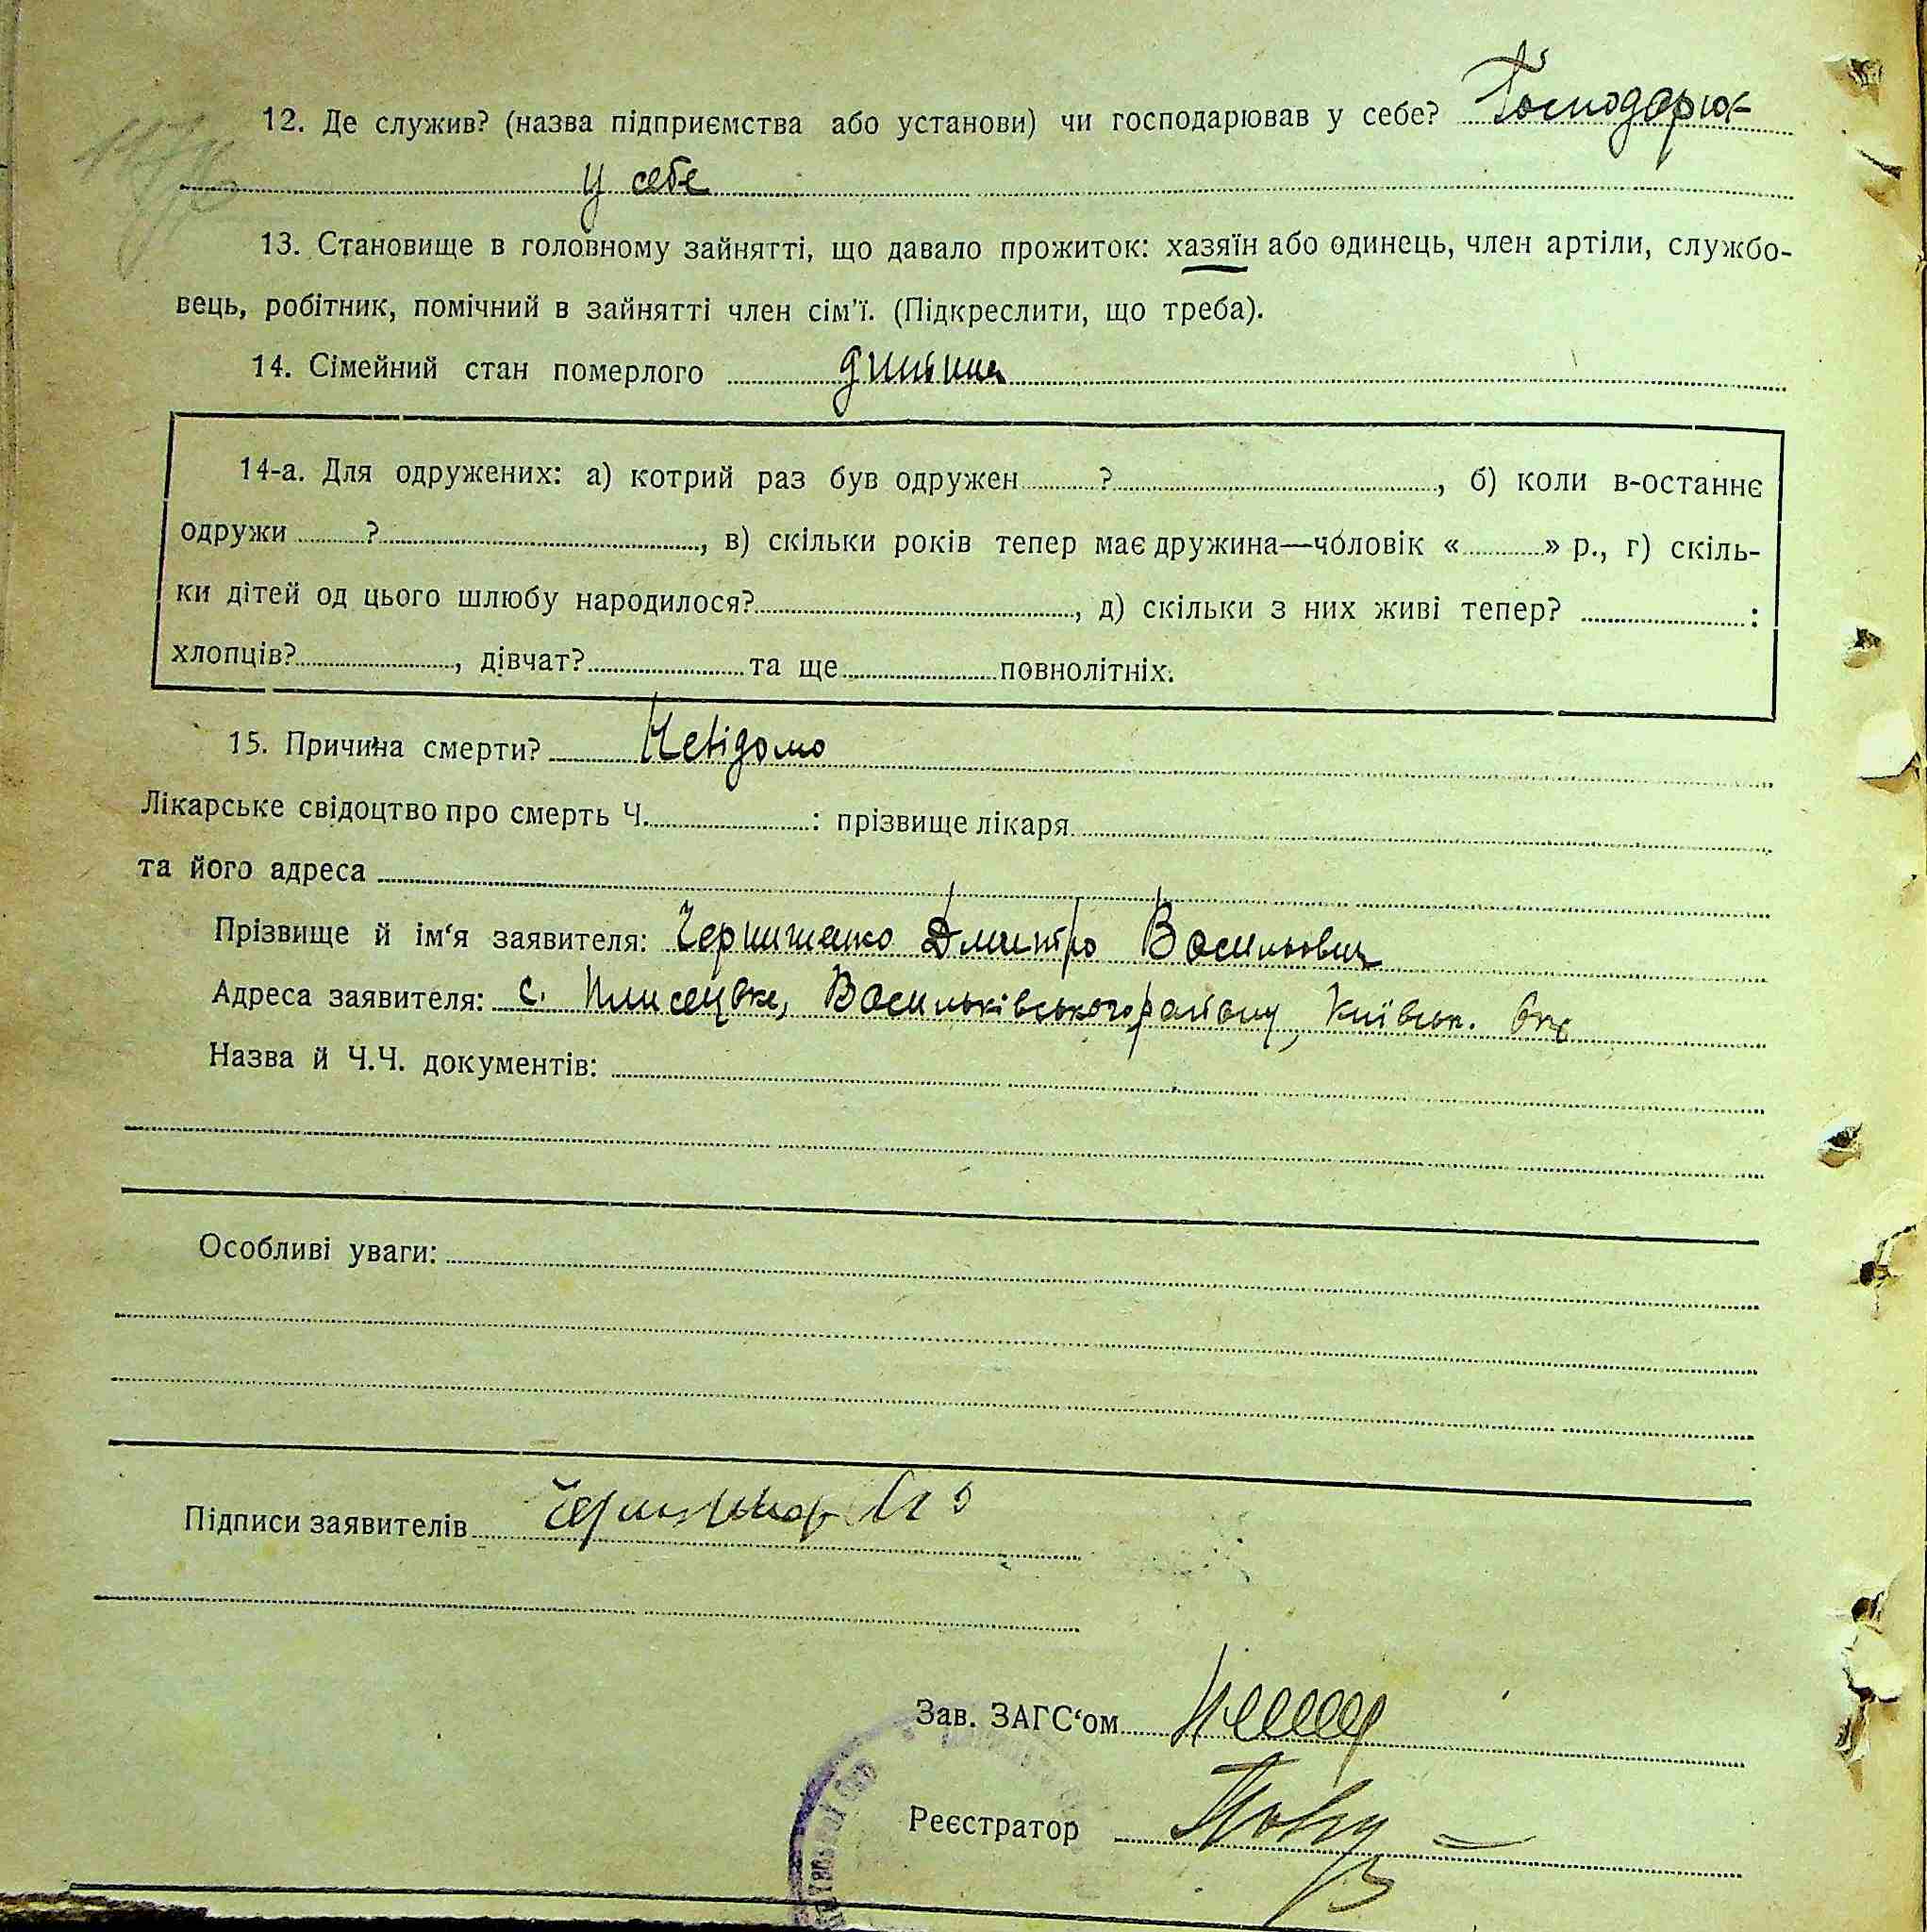 12. Де служив? (назва підприємства або установи) чи господарював у себе? Господарює
у себе
13. Становище в головному зайнятті, що давало прожиток: хазяїн або одинець, член артіли, службо-
вець, робітник, помічний в зайнятті член сім'ї. (Підкреслити, що треба).
14. Сімейний стан померлого дитина
14-а. Для одружених: а) котрий раз був одружен ?, б) коли в-останнє
одружи ?, в) скільки років тепер має дружина—чоловік « » р., г) скіль-
ки дітей од цього шлюбу народилося?, д) скільки з них живі тепер? :
хлопців?, дівчат? та ще повнолітніх.
15. Причина смерти? Невідомо
Лікарське свідоцтво про смерть Ч. : прізвище лікаря
та його адреса
Прізвище й ім'я заявителя: Дмитро Васильович
Адреса заявителя: с. Плисецьке, Васильківського району, Київськ.
Назва й Ч.Ч. документів:
Особливі уваги:
Підписи заявителів
Зав. ЗАГС'ом
Реєстратор